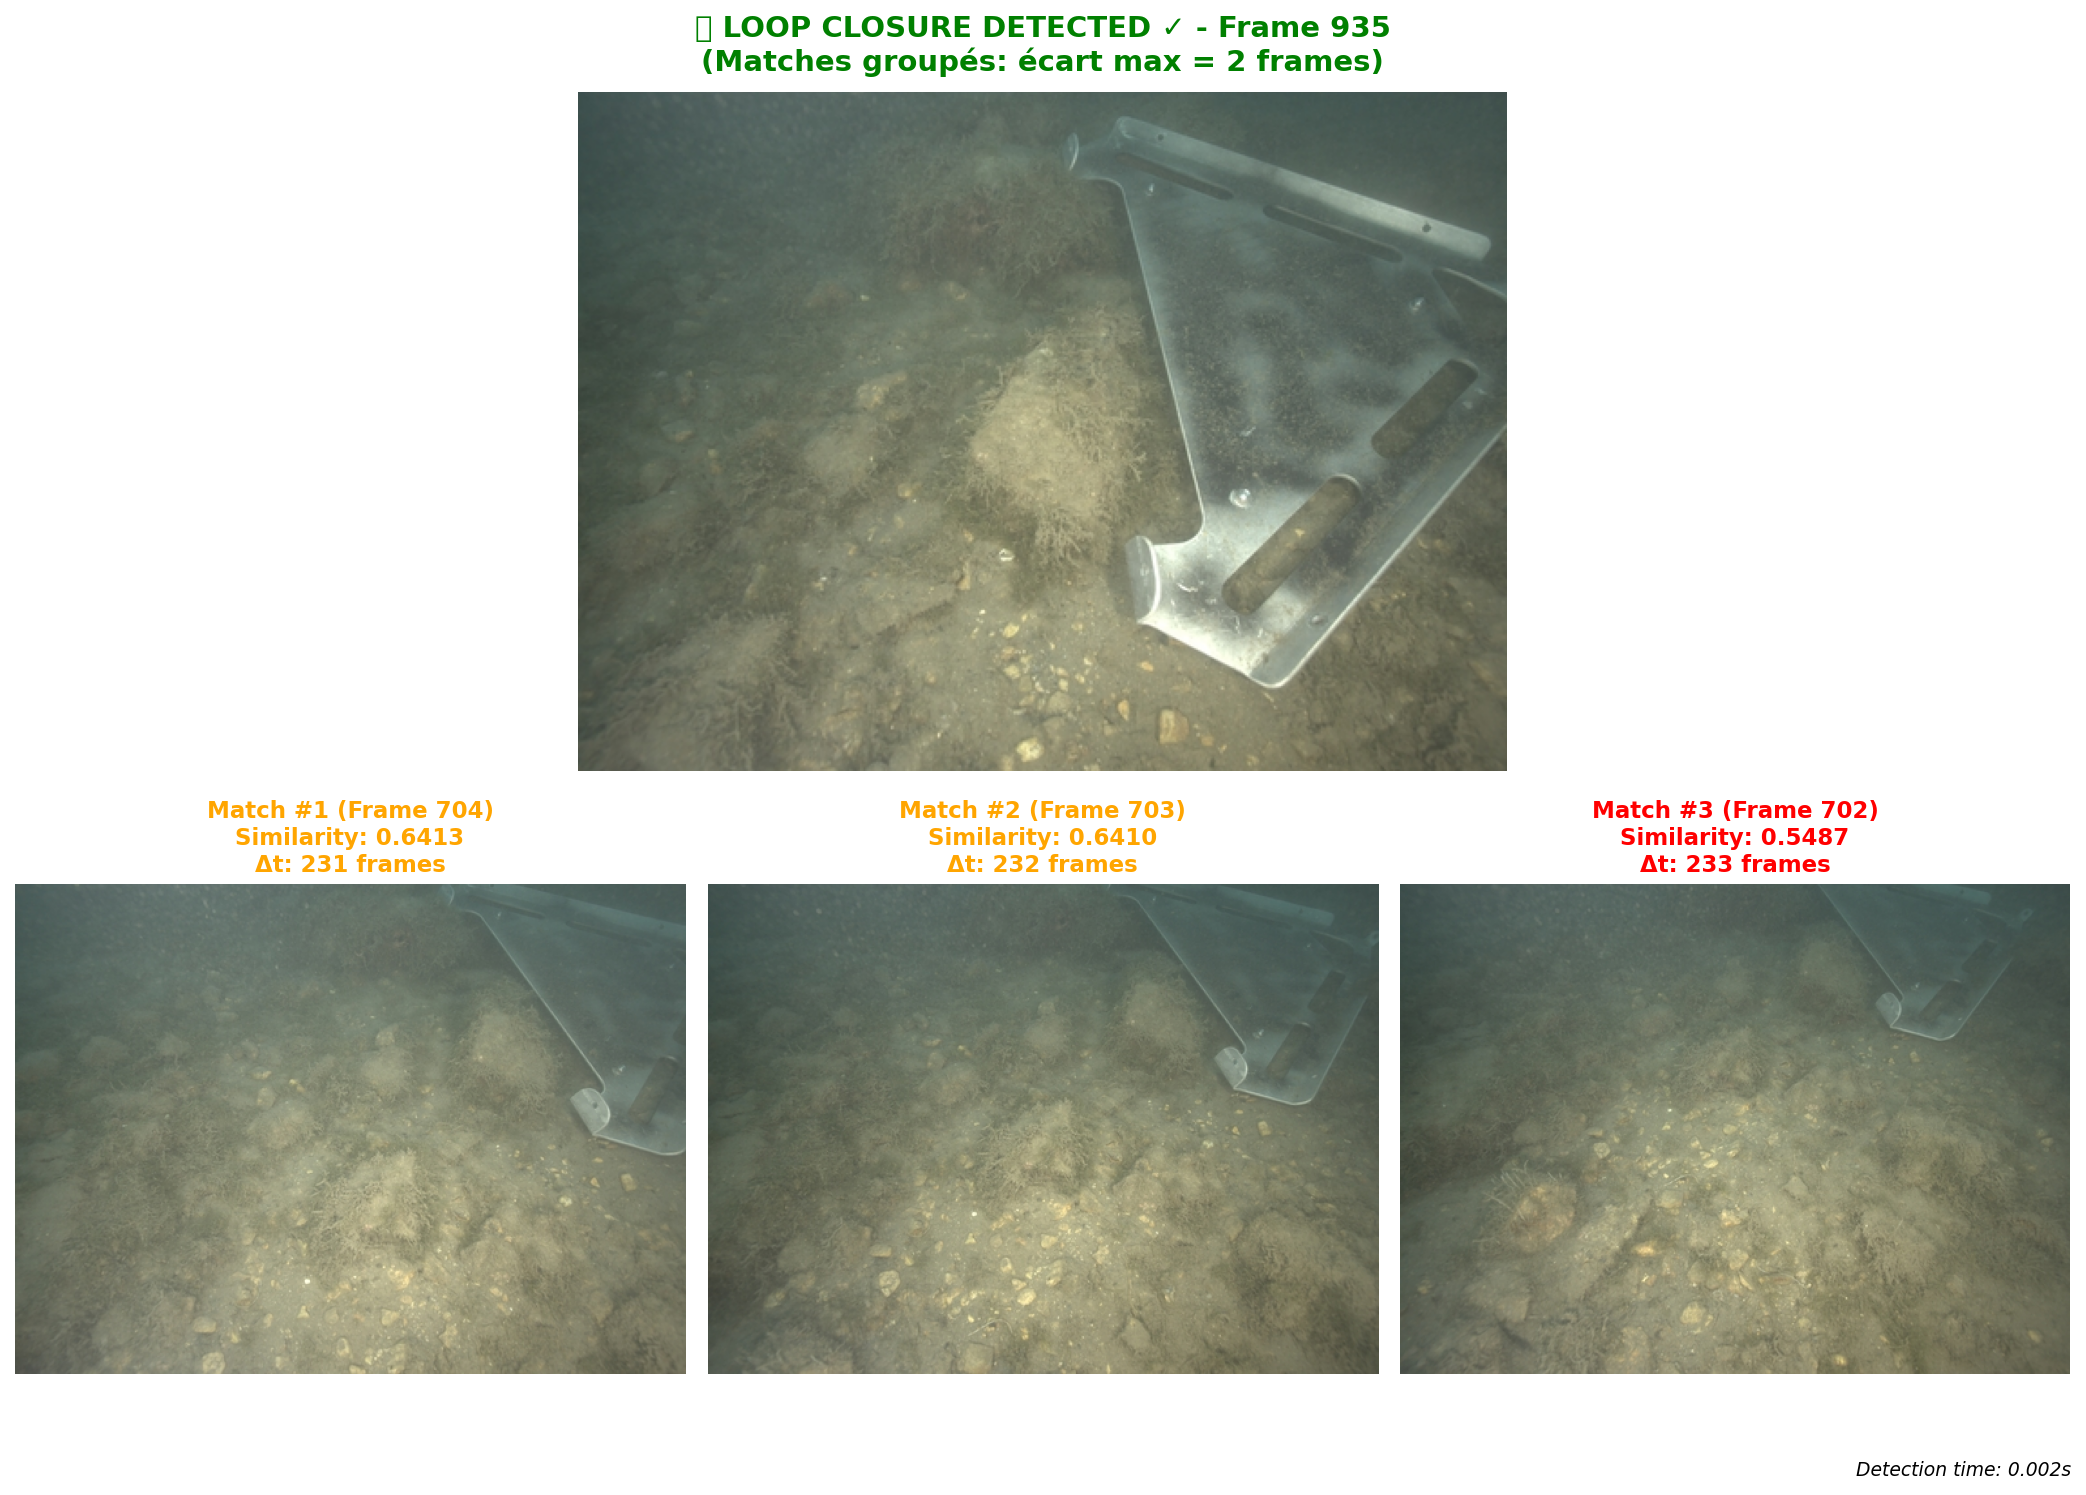 ▯ LOOP CLOSURE DETECTED ✓ - Frame 935
(Matches groupés: écart max = 2 frames)
Match #1 (Frame 704)
Similarity: 0.6413
Δt: 231 frames
Match #2 (Frame 703)
Similarity: 0.6410
Δt: 232 frames
Match #3 (Frame 702)
Similarity: 0.5487
Δt: 233 frames
Detection time: 0.002s